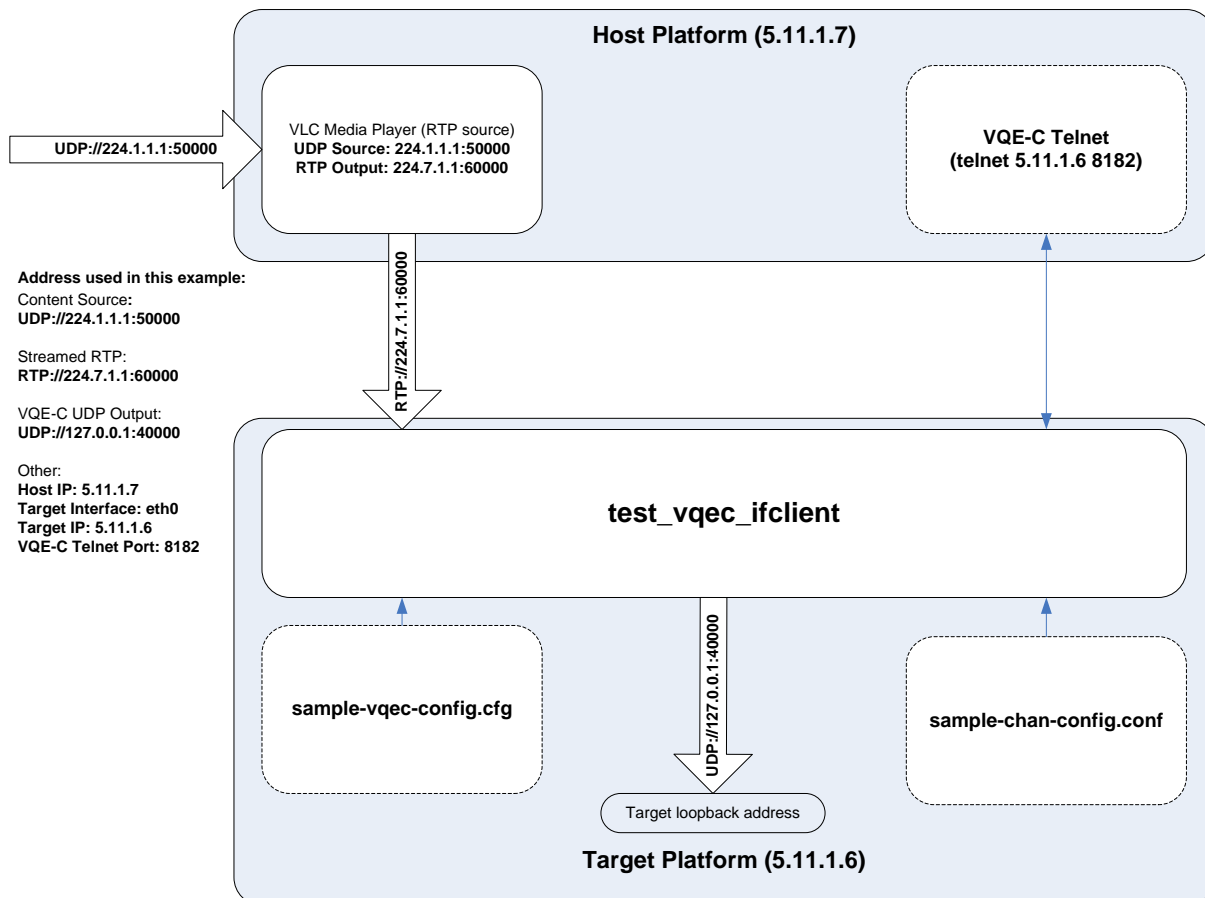 Host Platform (5.11.1.7)
UDP://224.1.1.1:50000
VLC Media Player (RTP source)
UDP Source: 224.1.1.1:50000
RTP Output: 224.7.1.1:60000
VQE-C Telnet
(telnet 5.11.1.6 8182)
RTP://224.7.1.1:60000
Address used in this example:
Content Source:
UDP://224.1.1.1:50000
Streamed RTP:
RTP://224.7.1.1:60000
VQE-C UDP Output:
UDP://127.0.0.1:40000
Other:
Host IP: 5.11.1.7
Target Interface: eth0
Target IP: 5.11.1.6
VQE-C Telnet Port: 8182
test_vqec_ifclient
sample-vqec-config.cfg
UDP://127.0.0.1:40000
sample-chan-config.conf
Target loopback address
Target Platform (5.11.1.6)